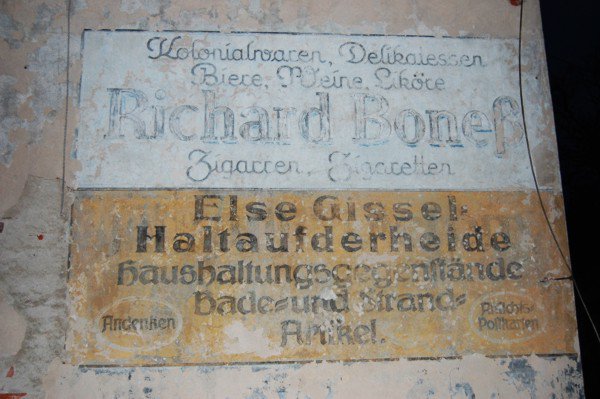 Kolonialwaren, Delikatessen
Biere, Weine, Liköre
Richard Boneß
Zigarren, Zigaretten
Else Gissel-
Haltaufderheide
Haushaltungsgegenstände
Bade- und Strand-
Artikel.
Andenken
Ansichts-
Postkarten